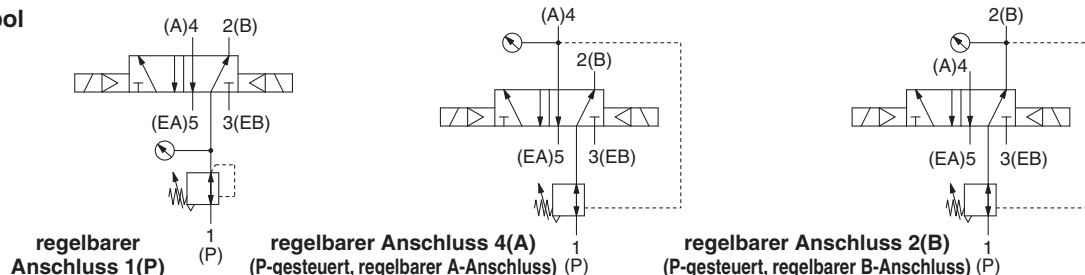 bol
(A)4 2(B)
(EA)5 3(EB)
1
(P)
regelbarer
Anschluss 1(P)
(A)4
2(B)
(EA)5 3(EB)
1
(P)
regelbarer Anschluss 4(A)
(P-gesteuert, regelbarer A-Anschluss)
2(B)
(A)4
(EA)5 3(EB)
1
(P)
regelbarer Anschluss 2(B)
(P-gesteuert, regelbarer B-Anschluss)